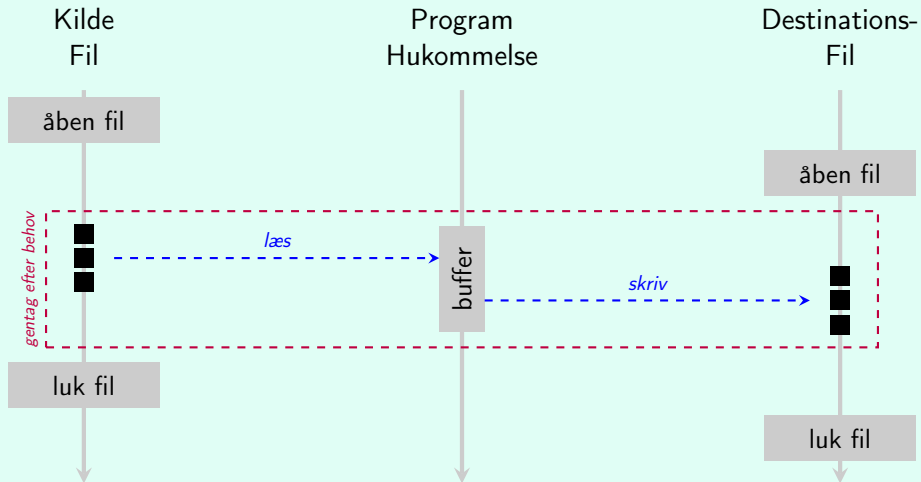 Kilde
Fil
Program
Hukommelse
Destinations-
Fil
åben fil
åben fil
gentag efter behov
læs
buffer
skriv
luk fil
luk fil